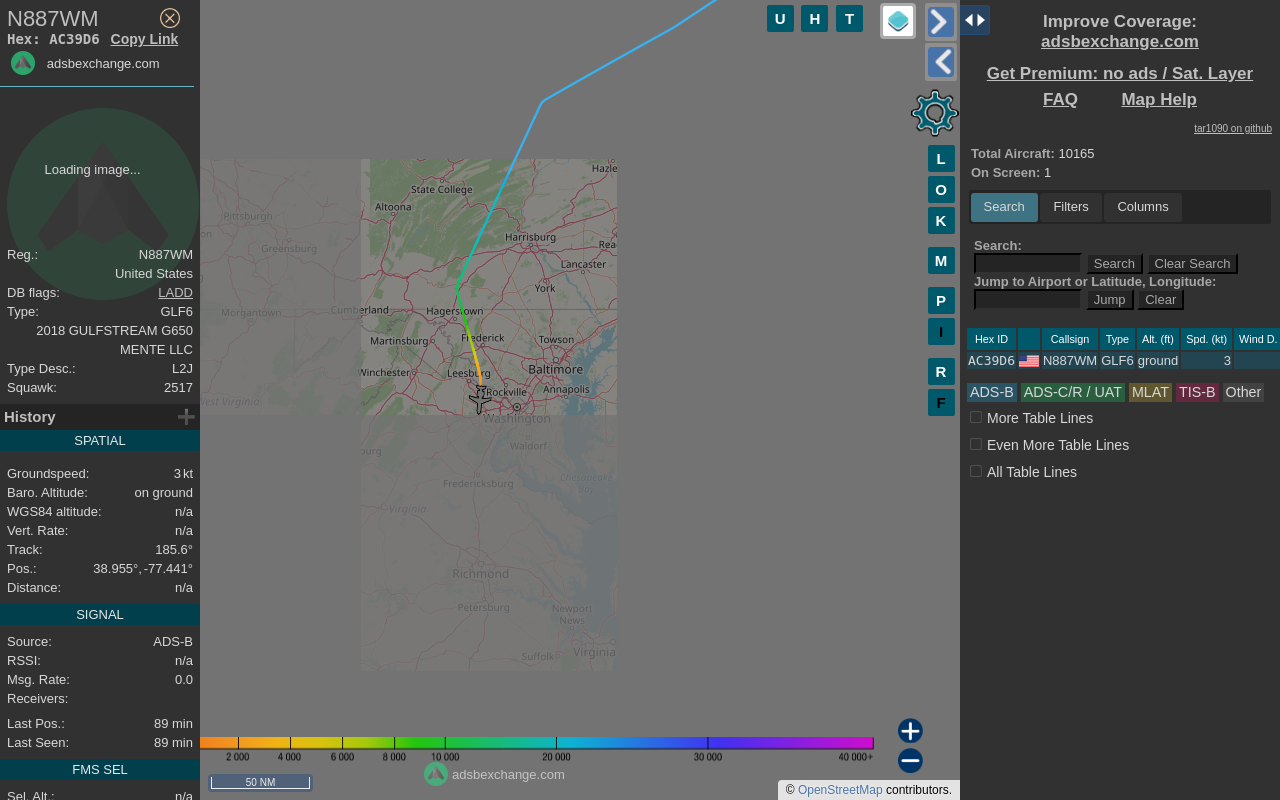 N887WM
Hex: AC39D6 Copy Link
adsbexchange.com
Loading image...
Reg.: N887WM
United States
DB flags: LADD
Type: GLF6
2018 GULFSTREAM G650
MENTE LLC
Type Desc.: L2J
Squawk: 2517
History
SPATIAL
Groundspeed: 3 kt
Baro. Altitude: on ground
WGS84 altitude: n/a
Vert. Rate: n/a
Track: 185.6°
Pos.: 38.955°, -77.441°
Distance: n/a
SIGNAL
Source: ADS-B
RSSI: n/a
Msg. Rate: 0.0
Receivers:
Last Pos.: 89 min
Last Seen: 89 min
FMS SEL
Sel. Alt.: n/a
U H T
L
O
K
M
P
I
R
F
Hazle
State College
Altoona
Pittsburgh
Harrisburg
Rea
Greensburg
Lancaster
York
Morgantown
Cumberland
Hagerstown
Martinsburg
Frederick
Towson
Winchester
Leesburg
Baltimore
Rockville
Annapolis
West Virginia
Washington
Waldorf
burg
Fredericksburg
Chesapeake
Virginia
Richmond
Petersburg
Newport
News
Suffolk
Virginia
2 000 4 000 6 000 8 000 10 000 20 000 30 000 40 000+
50 NM
adsbexchange.com
© OpenStreetMap contributors.
Improve Coverage:
adsbexchange.com
Get Premium: no ads / Sat. Layer
FAQ Map Help
tar1090 on github
Total Aircraft: 10165
On Screen: 1
Search Filters Columns
Search:
Search Clear Search
Jump to Airport or Latitude, Longitude:
Jump Clear
Hex ID Callsign Type Alt. (ft) Spd. (kt) Wind D.
AC39D6 N887WM GLF6 ground 3
ADS-B ADS-C/R / UAT MLAT TIS-B Other
More Table Lines
Even More Table Lines
All Table Lines